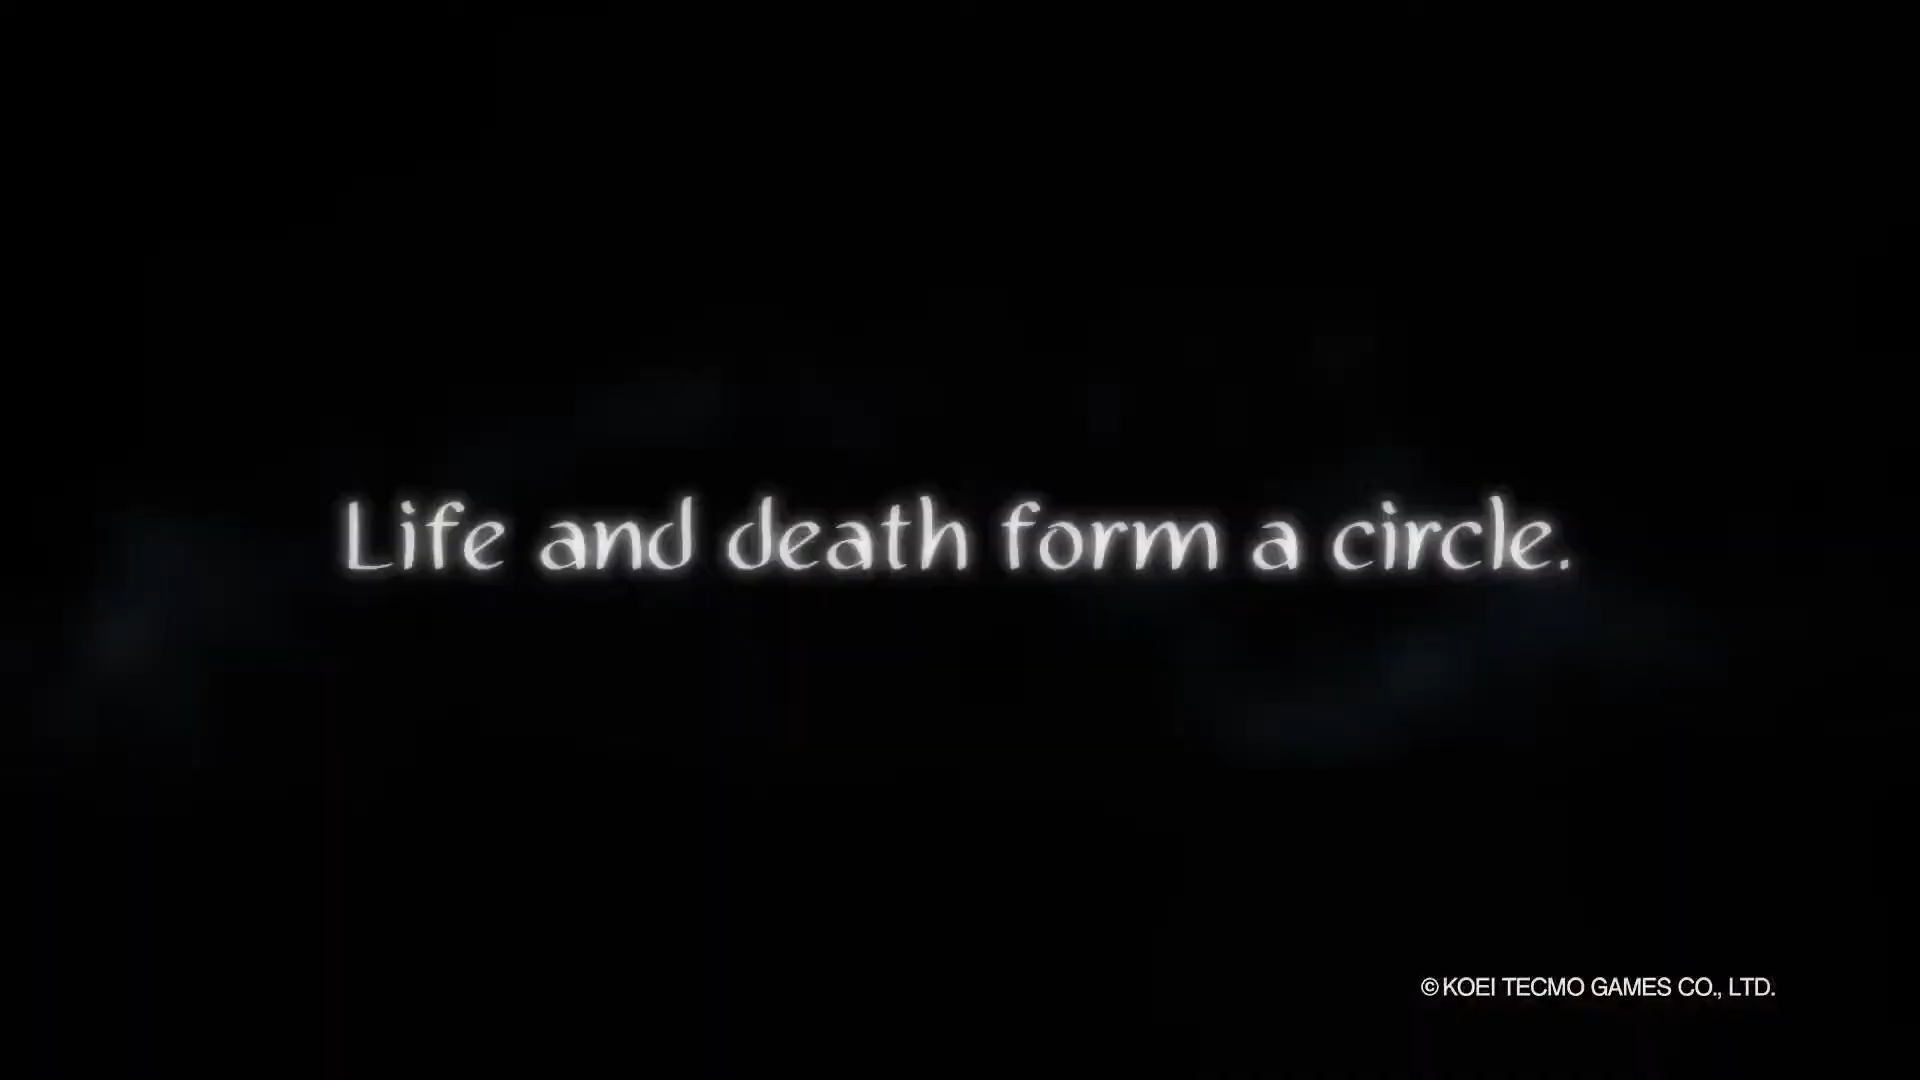 Life and death form a circle.
© KOEI TECMO GAMES CO., LTD.